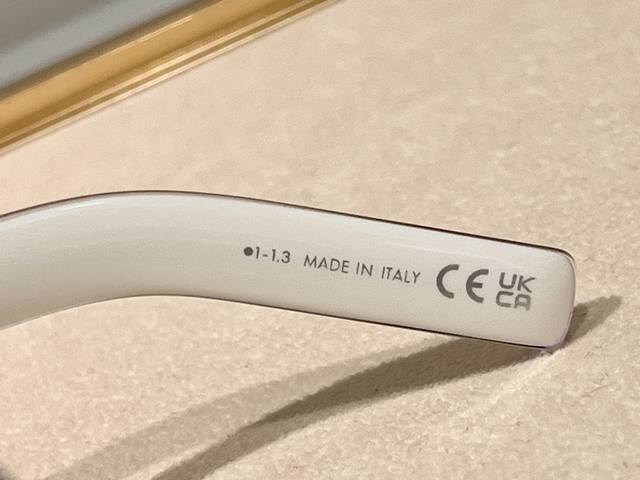 ●1-1.3 MADE IN ITALY CE UK
CA